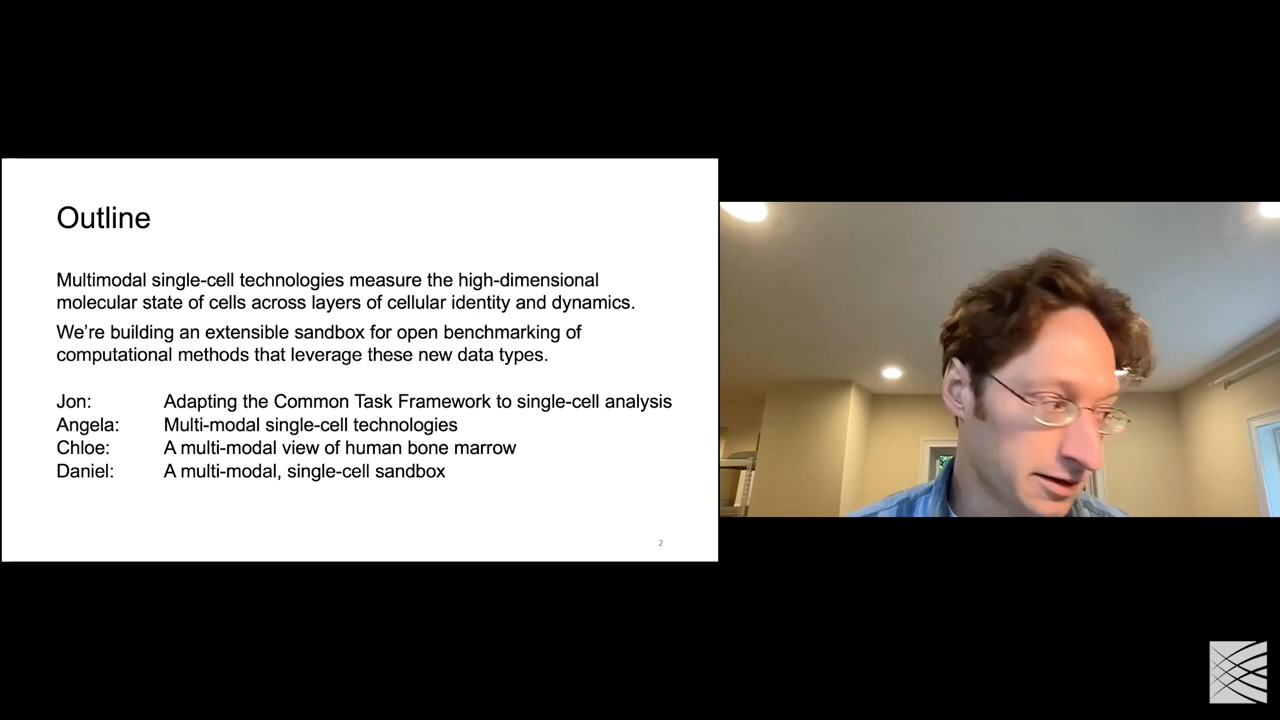 Outline
Multimodal single-cell technologies measure the high-dimensional
molecular state of cells across layers of cellular identity and dynamics.
We're building an extensible sandbox for open benchmarking of
computational methods that leverage these new data types.
Jon: Adapting the Common Task Framework to single-cell analysis
Angela: Multi-modal single-cell technologies
Chloe: A multi-modal view of human bone marrow
Daniel: A multi-modal, single-cell sandbox
2